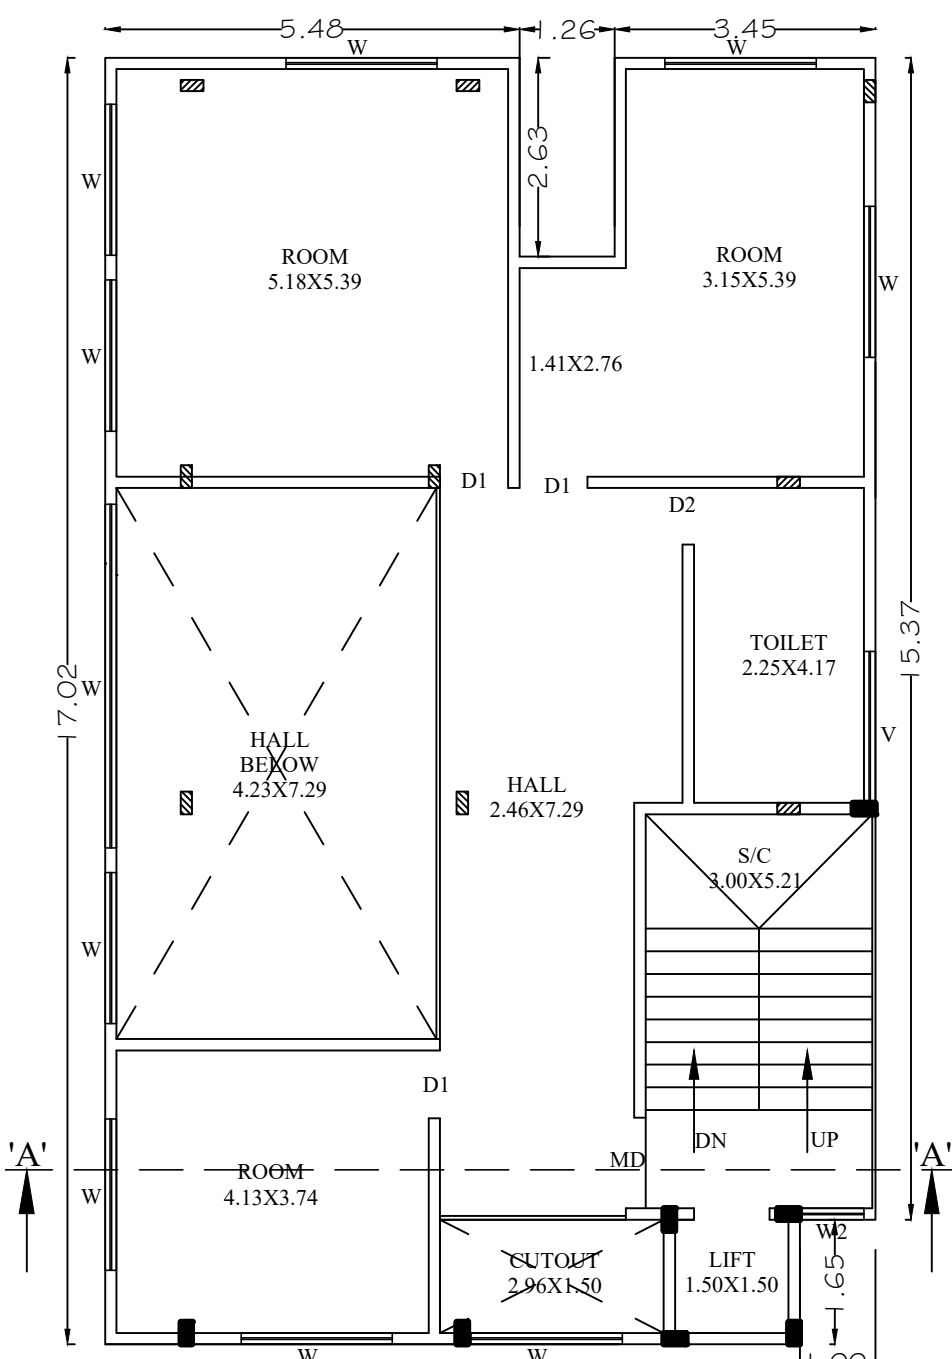 5.48
1.26
3.45
W
W
2.63
W
ROOM
5.18X5.39
ROOM
3.15X5.39
W
W
1.41X2.76
D1
D1
D2
15.37
TOILET
2.25X4.17
17.02
W
V
HALL
BELOW
4.23X7.29
HALL
2.46X7.29
S/C
3.00X5.21
W
D1
DN
UP
'A'
'A'
MD
ROOM
4.13X3.74
W
W2
CUTOUT
2.96X1.50
LIFT
1.50X1.50
1.65
W
W